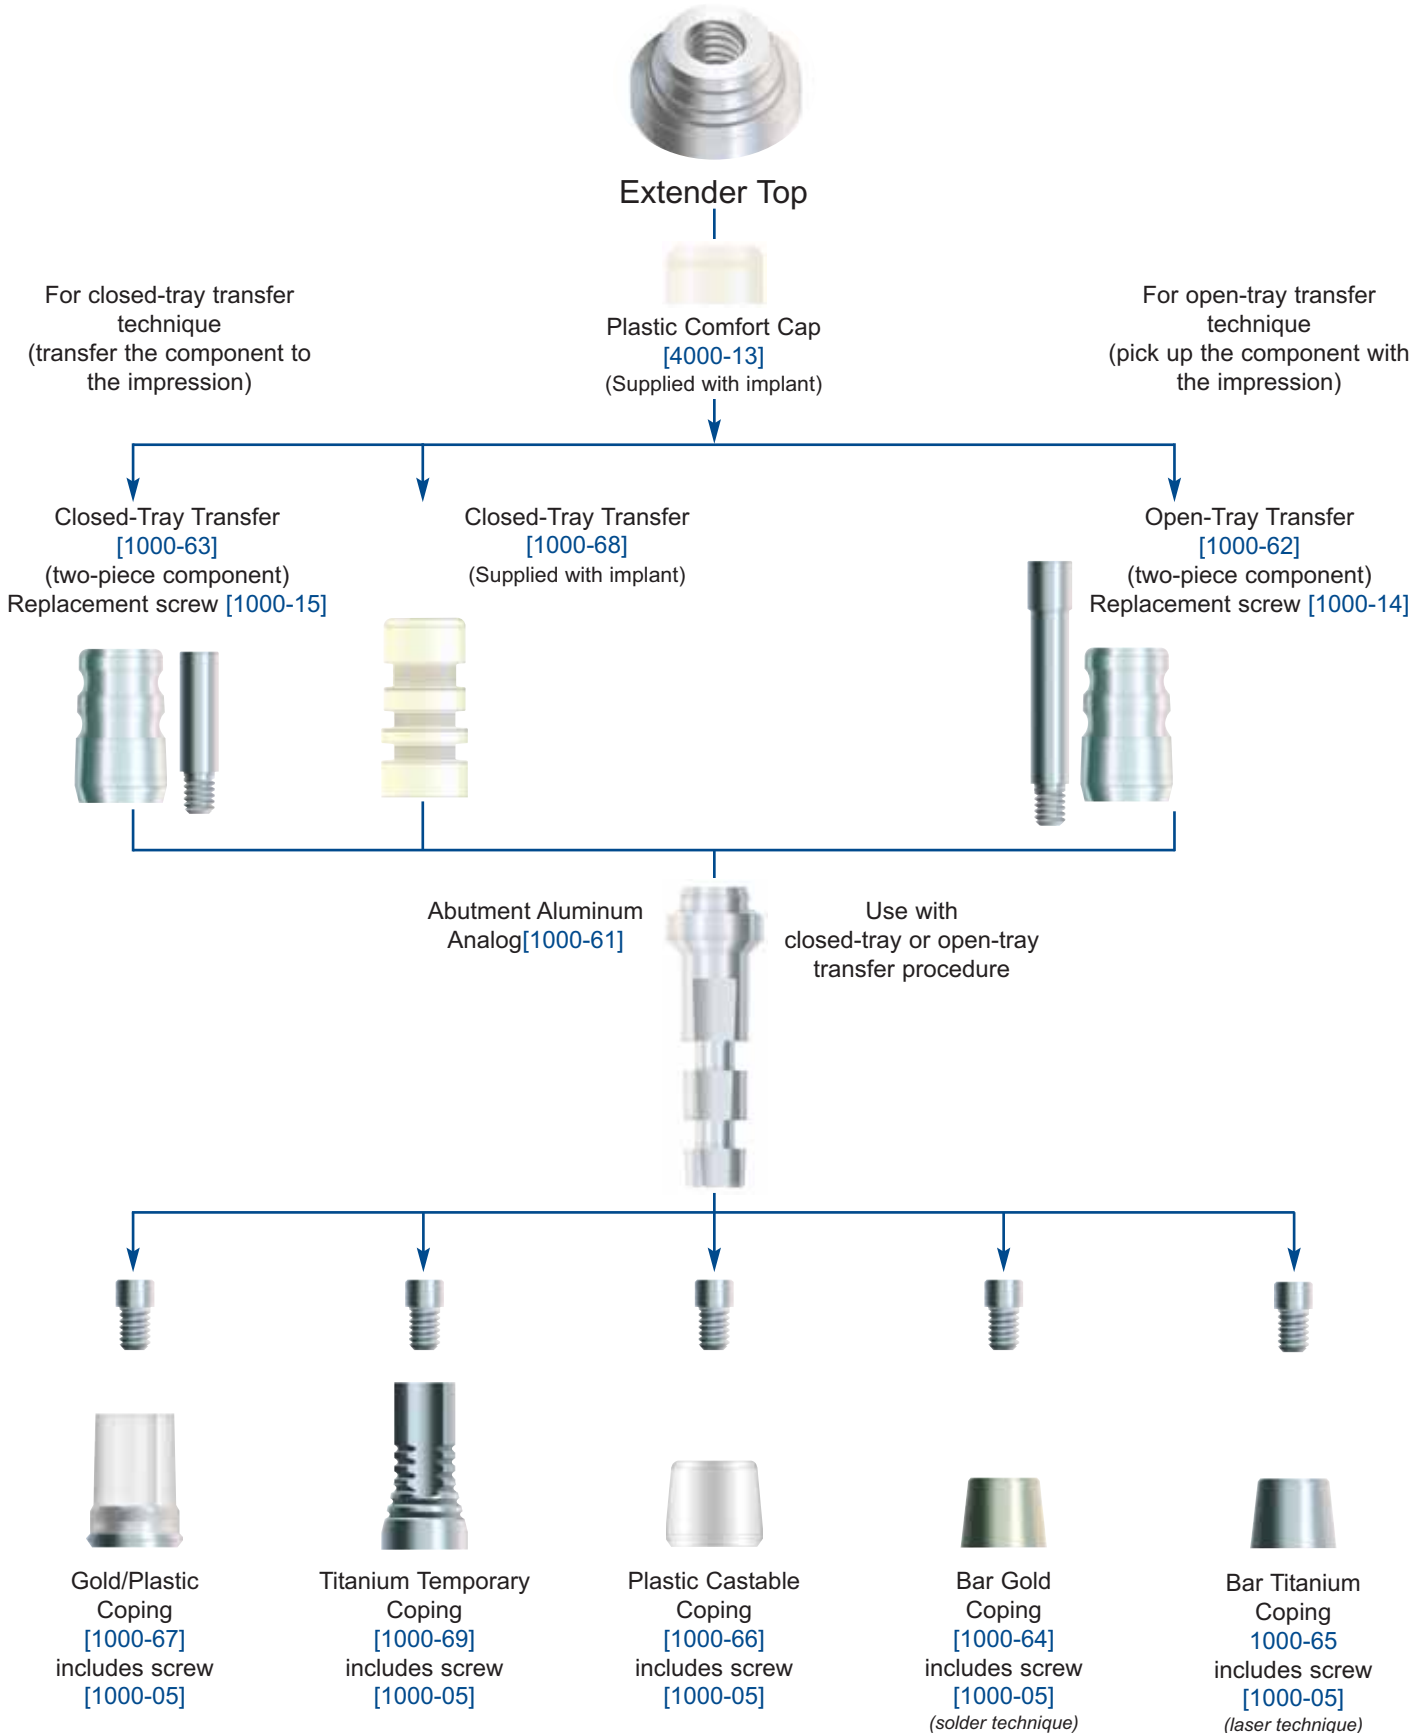 Extender Top
For closed-tray transfer
technique
(transfer the component to
the impression)
Plastic Comfort Cap
[4000-13]
(Supplied with implant)
For open-tray transfer
technique
(pick up the component with
the impression)
Closed-Tray Transfer
[1000-63]
(two-piece component)
Replacement screw [1000-15]
Closed-Tray Transfer
[1000-68]
(Supplied with implant)
Open-Tray Transfer
[1000-62]
(two-piece component)
Replacement screw [1000-14]
Abutment Aluminum
Analog[1000-61]
Use with
closed-tray or open-tray
transfer procedure
Gold/Plastic
Coping
[1000-67]
includes screw
[1000-05]
Titanium Temporary
Coping
[1000-69]
includes screw
[1000-05]
Plastic Castable
Coping
[1000-66]
includes screw
[1000-05]
Bar Gold
Coping
[1000-64]
includes screw
[1000-05]
(solder technique)
Bar Titanium
Coping
1000-65
includes screw
[1000-05]
(laser technique)